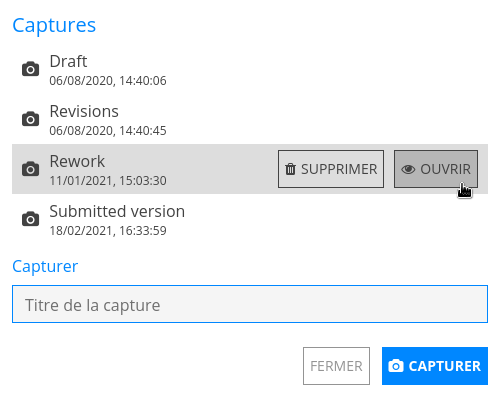 Captures
Draft
06/08/2020, 14:40:06
Revisions
06/08/2020, 14:40:45
Rework
11/01/2021, 15:03:30
SUPPRIMER
OUVRIR
Submitted version
18/02/2021, 16:33:59
Capturer
Titre de la capture
FERMER
CAPTURER